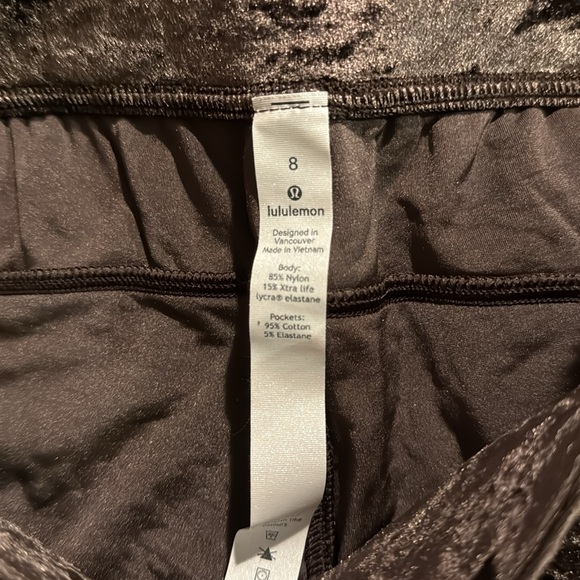 8
lululemon
Designed in
Vancouver
Made in Vietnam
Body:
85% Nylon
15% Xtra life
lycra® elastane
Pockets:
† 95% Cotton
5% Elastane